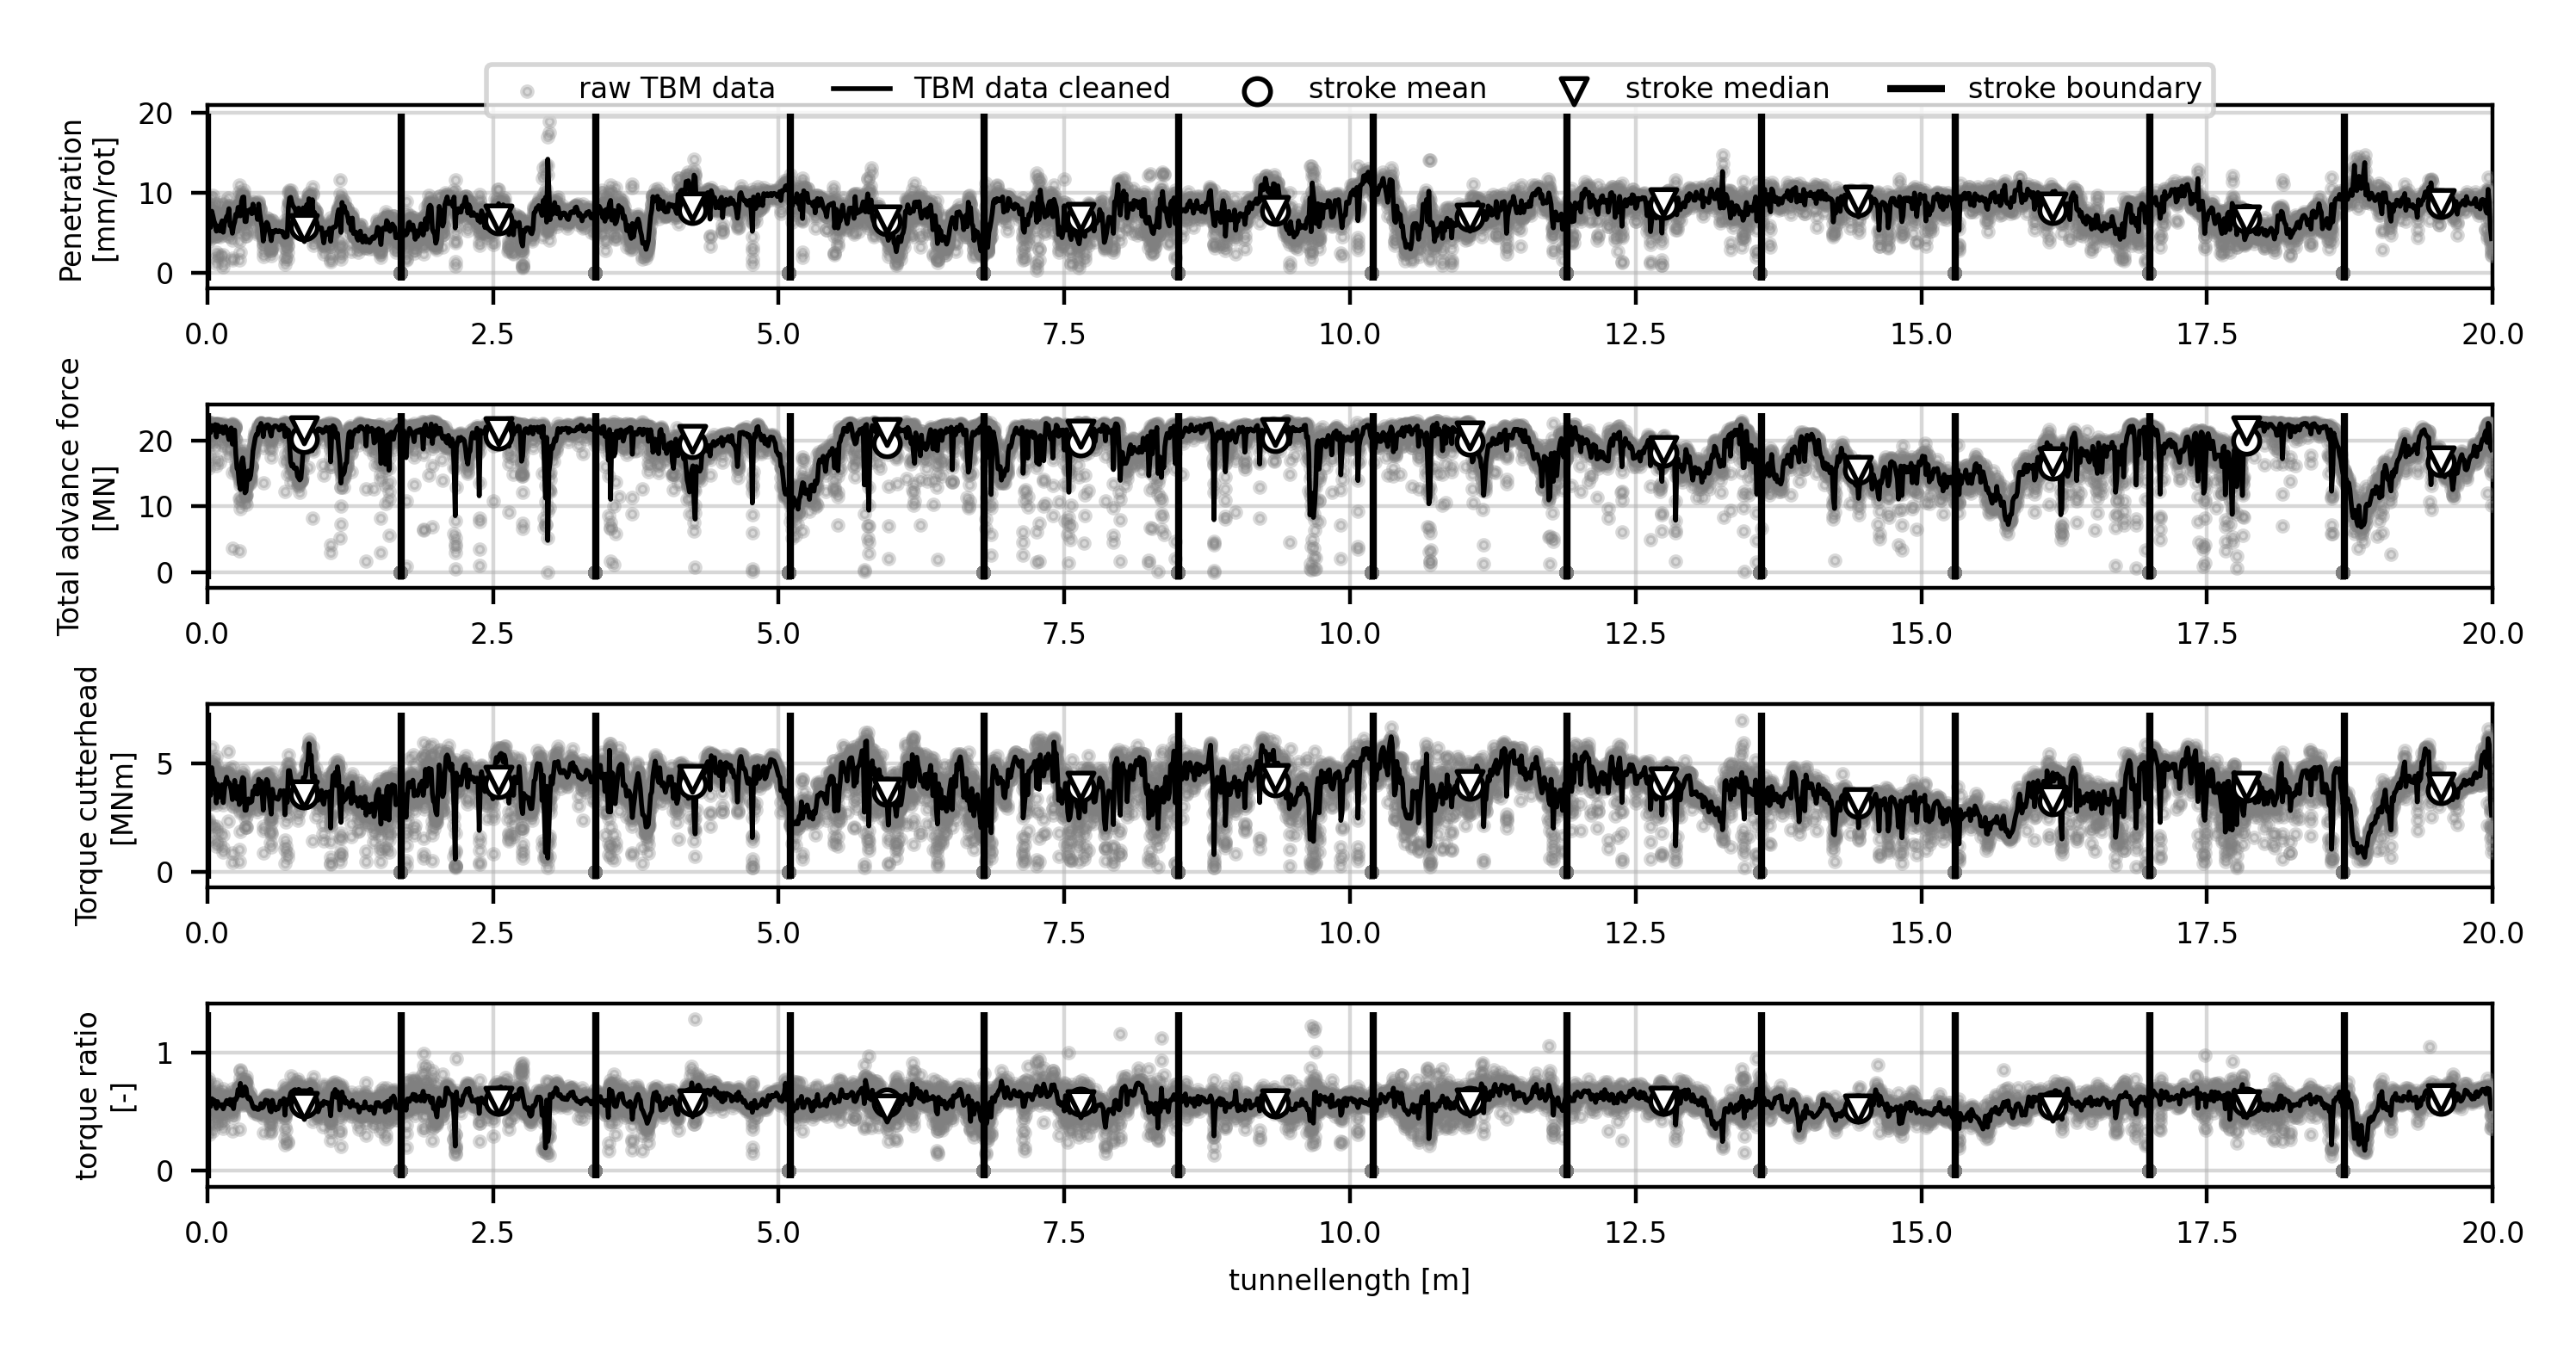 raw TBM data TBM data cleaned stroke mean stroke median stroke boundary
Penetration
[mm/rot]
20
10
0
0.0 2.5 5.0 7.5 10.0 12.5 15.0 17.5 20.0
Total advance force
[MN]
20
10
0
0.0 2.5 5.0 7.5 10.0 12.5 15.0 17.5 20.0
Torque cutterhead
[MNm]
5
0
0.0 2.5 5.0 7.5 10.0 12.5 15.0 17.5 20.0
torque ratio
[-]
1
0
0.0 2.5 5.0 7.5 10.0 12.5 15.0 17.5 20.0
tunnellength [m]